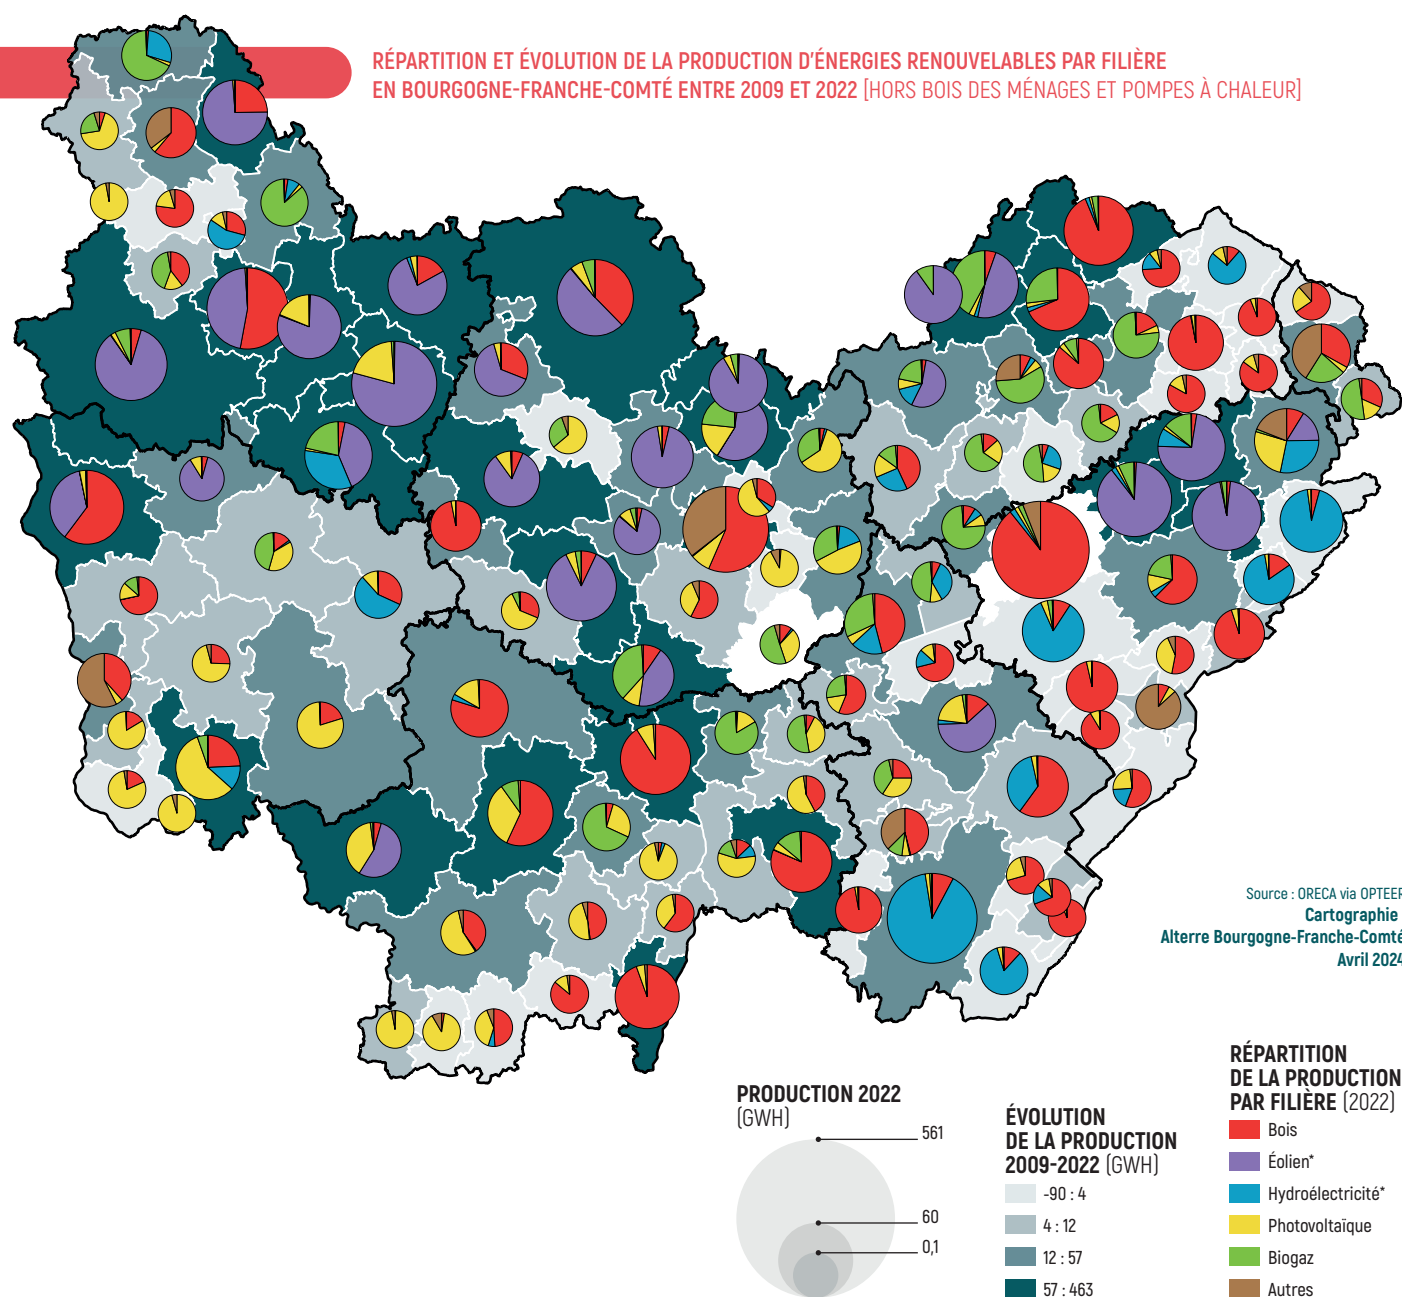 RÉPARTITION ET ÉVOLUTION DE LA PRODUCTION D'ÉNERGIES RENOUVELABLES PAR FILIÈRE
EN BOURGOGNE-FRANCHE-COMTÉ ENTRE 2009 ET 2022 [HORS BOIS DES MÉNAGES ET POMPES À CHALEUR]
Source : ORECA via OPTEER
Cartographie
Alterre Bourgogne-Franche-Comté
Avril 2024
PRODUCTION 2022
(GWH)
561
60
0,1
ÉVOLUTION
DE LA PRODUCTION
2009-2022 (GWH)
-90 : 4
4 : 12
12 : 57
57 : 463
RÉPARTITION
DE LA PRODUCTION
PAR FILIÈRE (2022)
Bois
Éolien*
Hydroélectricité*
Photovoltaïque
Biogaz
Autres